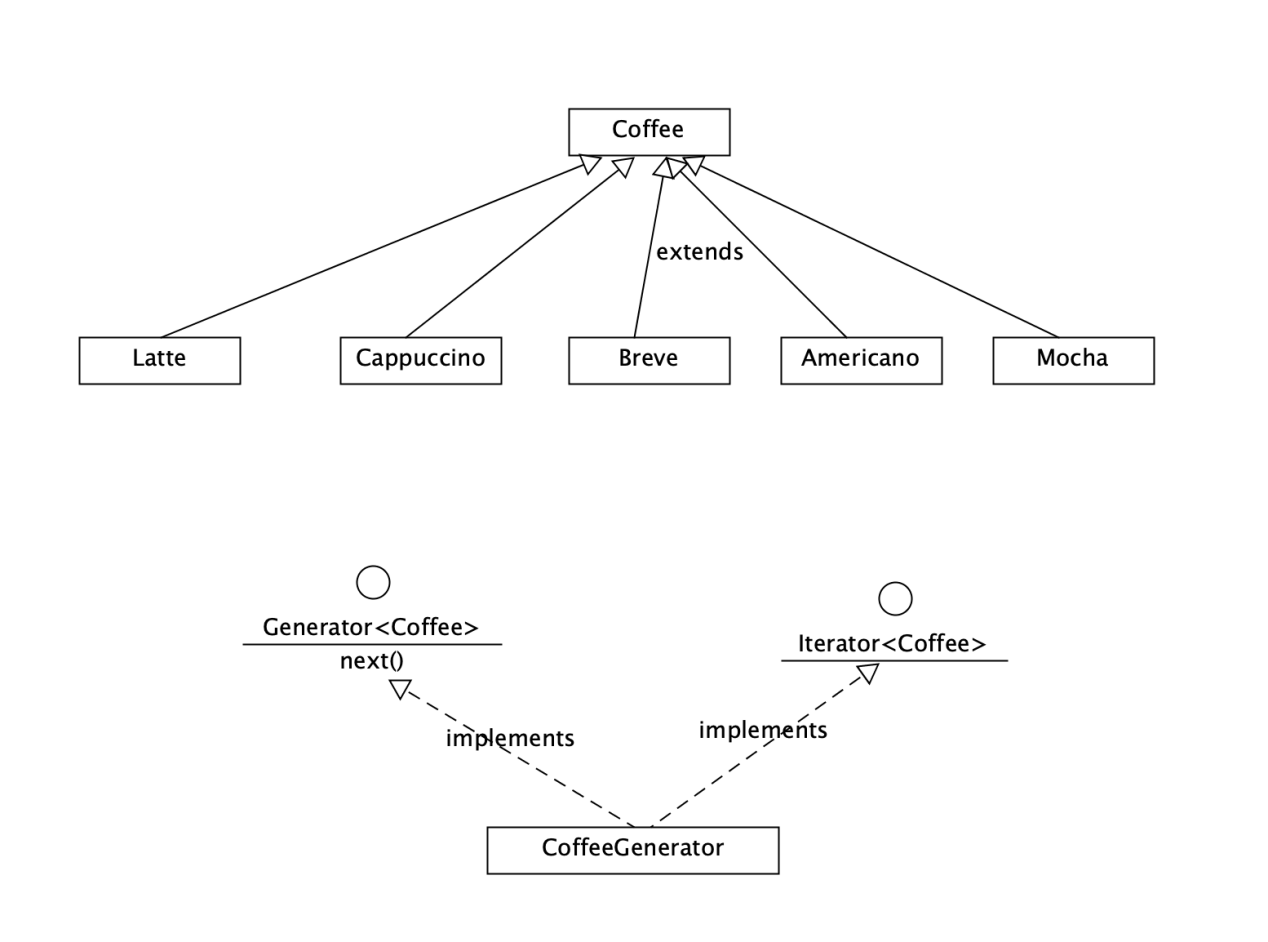 Coffee
extends
Latte
Cappuccino
Breve
Americano
Mocha
Generator<Coffee>
next()
Iterator<Coffee>
implements
implements
CoffeeGenerator